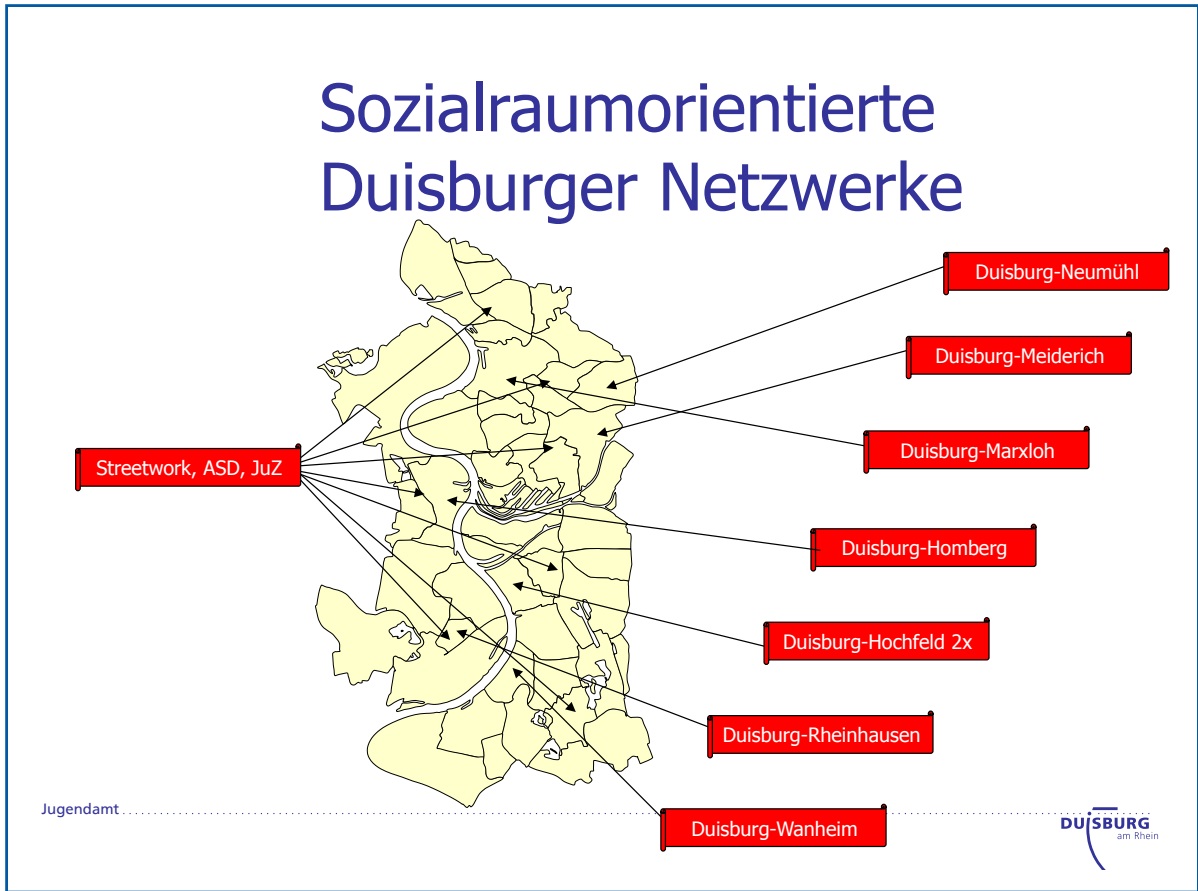 Sozialraumorientierte
Duisburger Netzwerke
Duisburg-Neumühl
Duisburg-Meiderich
Duisburg-Marxloh
Streetwork, ASD, JuZ
Duisburg-Homberg
Duisburg-Hochfeld 2x
Duisburg-Rheinhausen
Duisburg-Wanheim
Jugendamt
DUISBURG
am Rhein